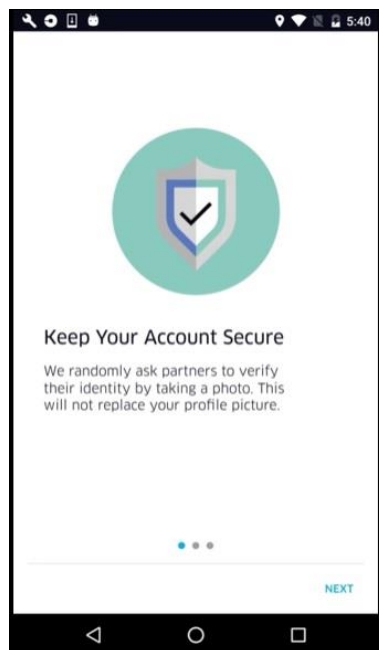 5:40
Keep Your Account Secure
We randomly ask partners to verify
their identity by taking a photo. This
will not replace your profile picture.
NEXT